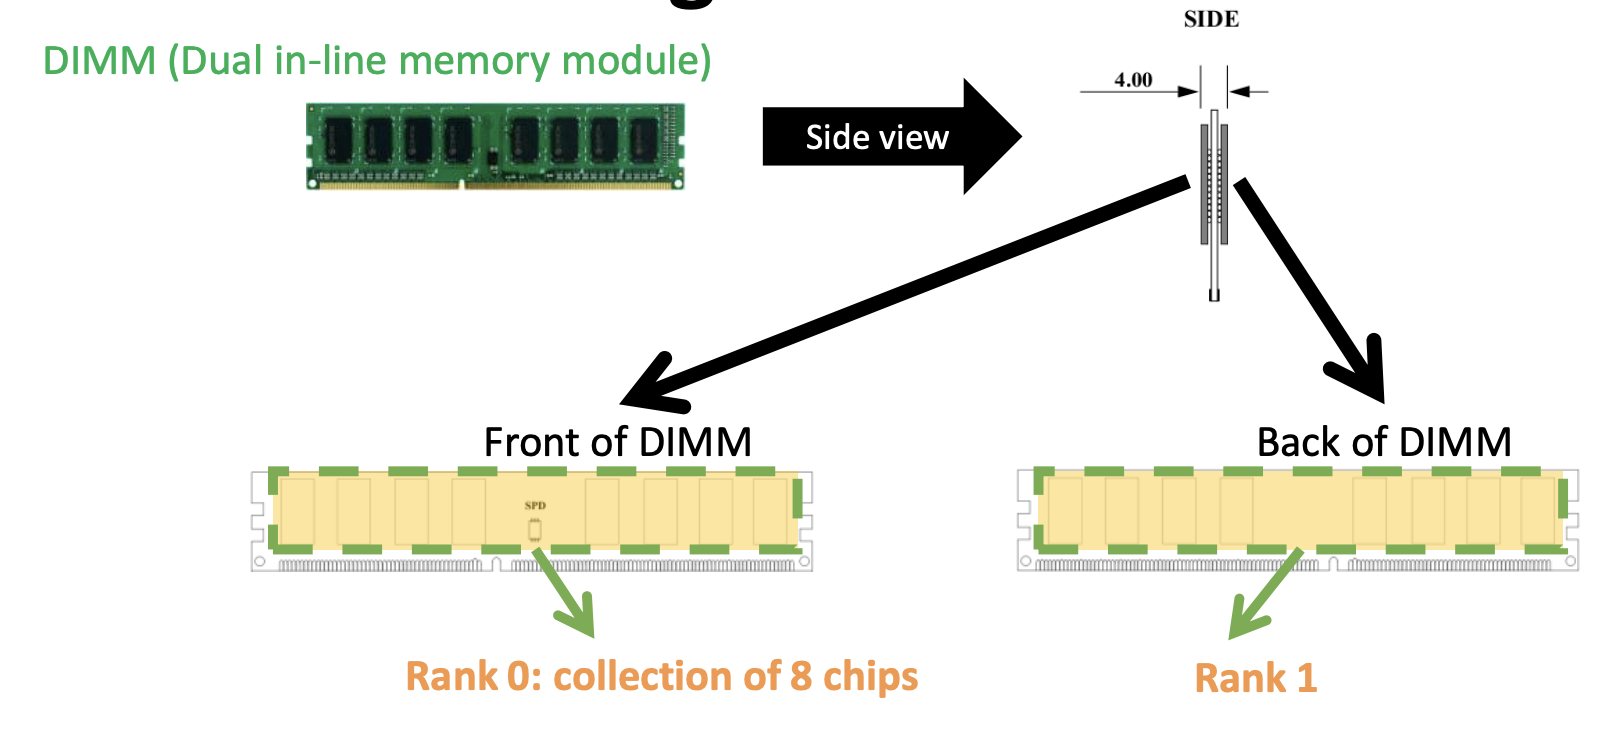 SIDE
DIMM (Dual in-line memory module)
4.00
Side view
Front of DIMM
Back of DIMM
SPD
Rank 0: collection of 8 chips
Rank 1